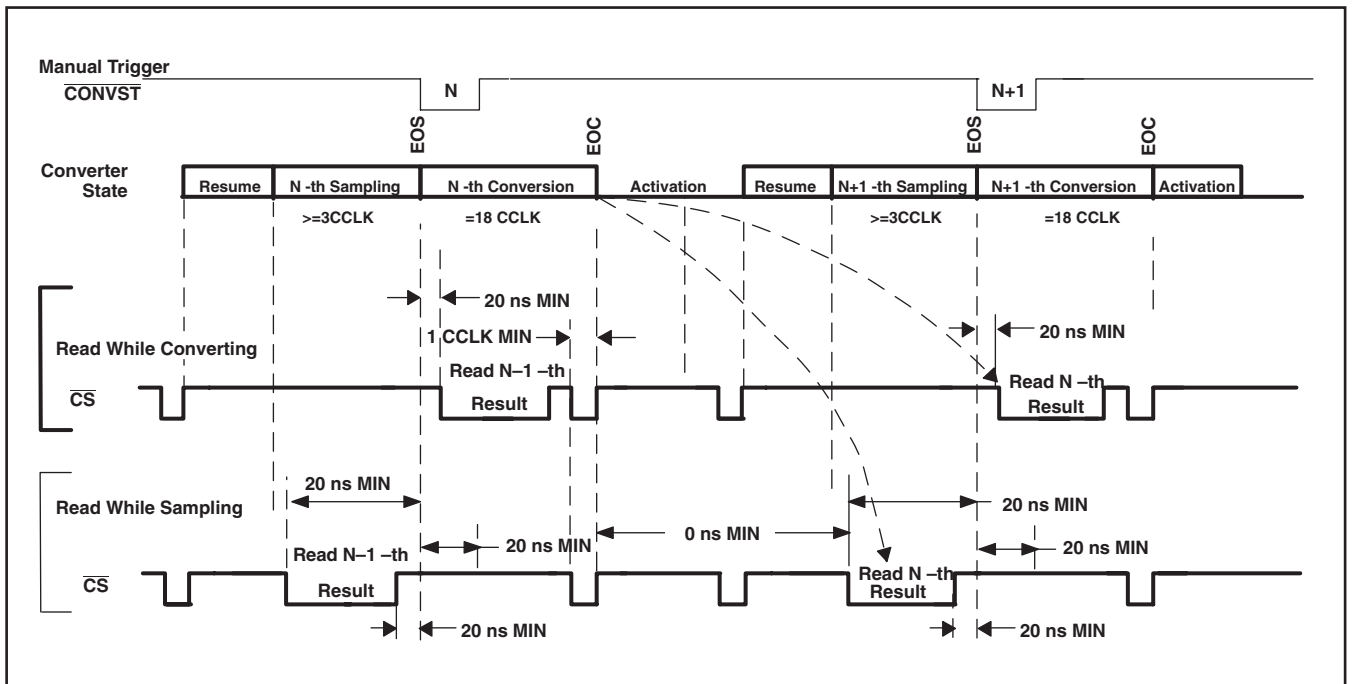 Manual Trigger
CONVST
N
N+1
EOS
EOC
EOS
EOC
Converter
State
Resume
N -th Sampling
N -th Conversion
Activation
Resume
N+1 -th Sampling
N+1 -th Conversion
Activation
>=3CCLK
=18 CCLK
>=3CCLK
=18 CCLK
20 ns MIN
1 CCLK MIN
20 ns MIN
Read While Converting
Read N–1 –th
Result
Read N –th
Result
CS
20 ns MIN
20 ns MIN
Read While Sampling
20 ns MIN
0 ns MIN
20 ns MIN
Read N–1 –th
Result
Read N –th
Result
CS
20 ns MIN
20 ns MIN